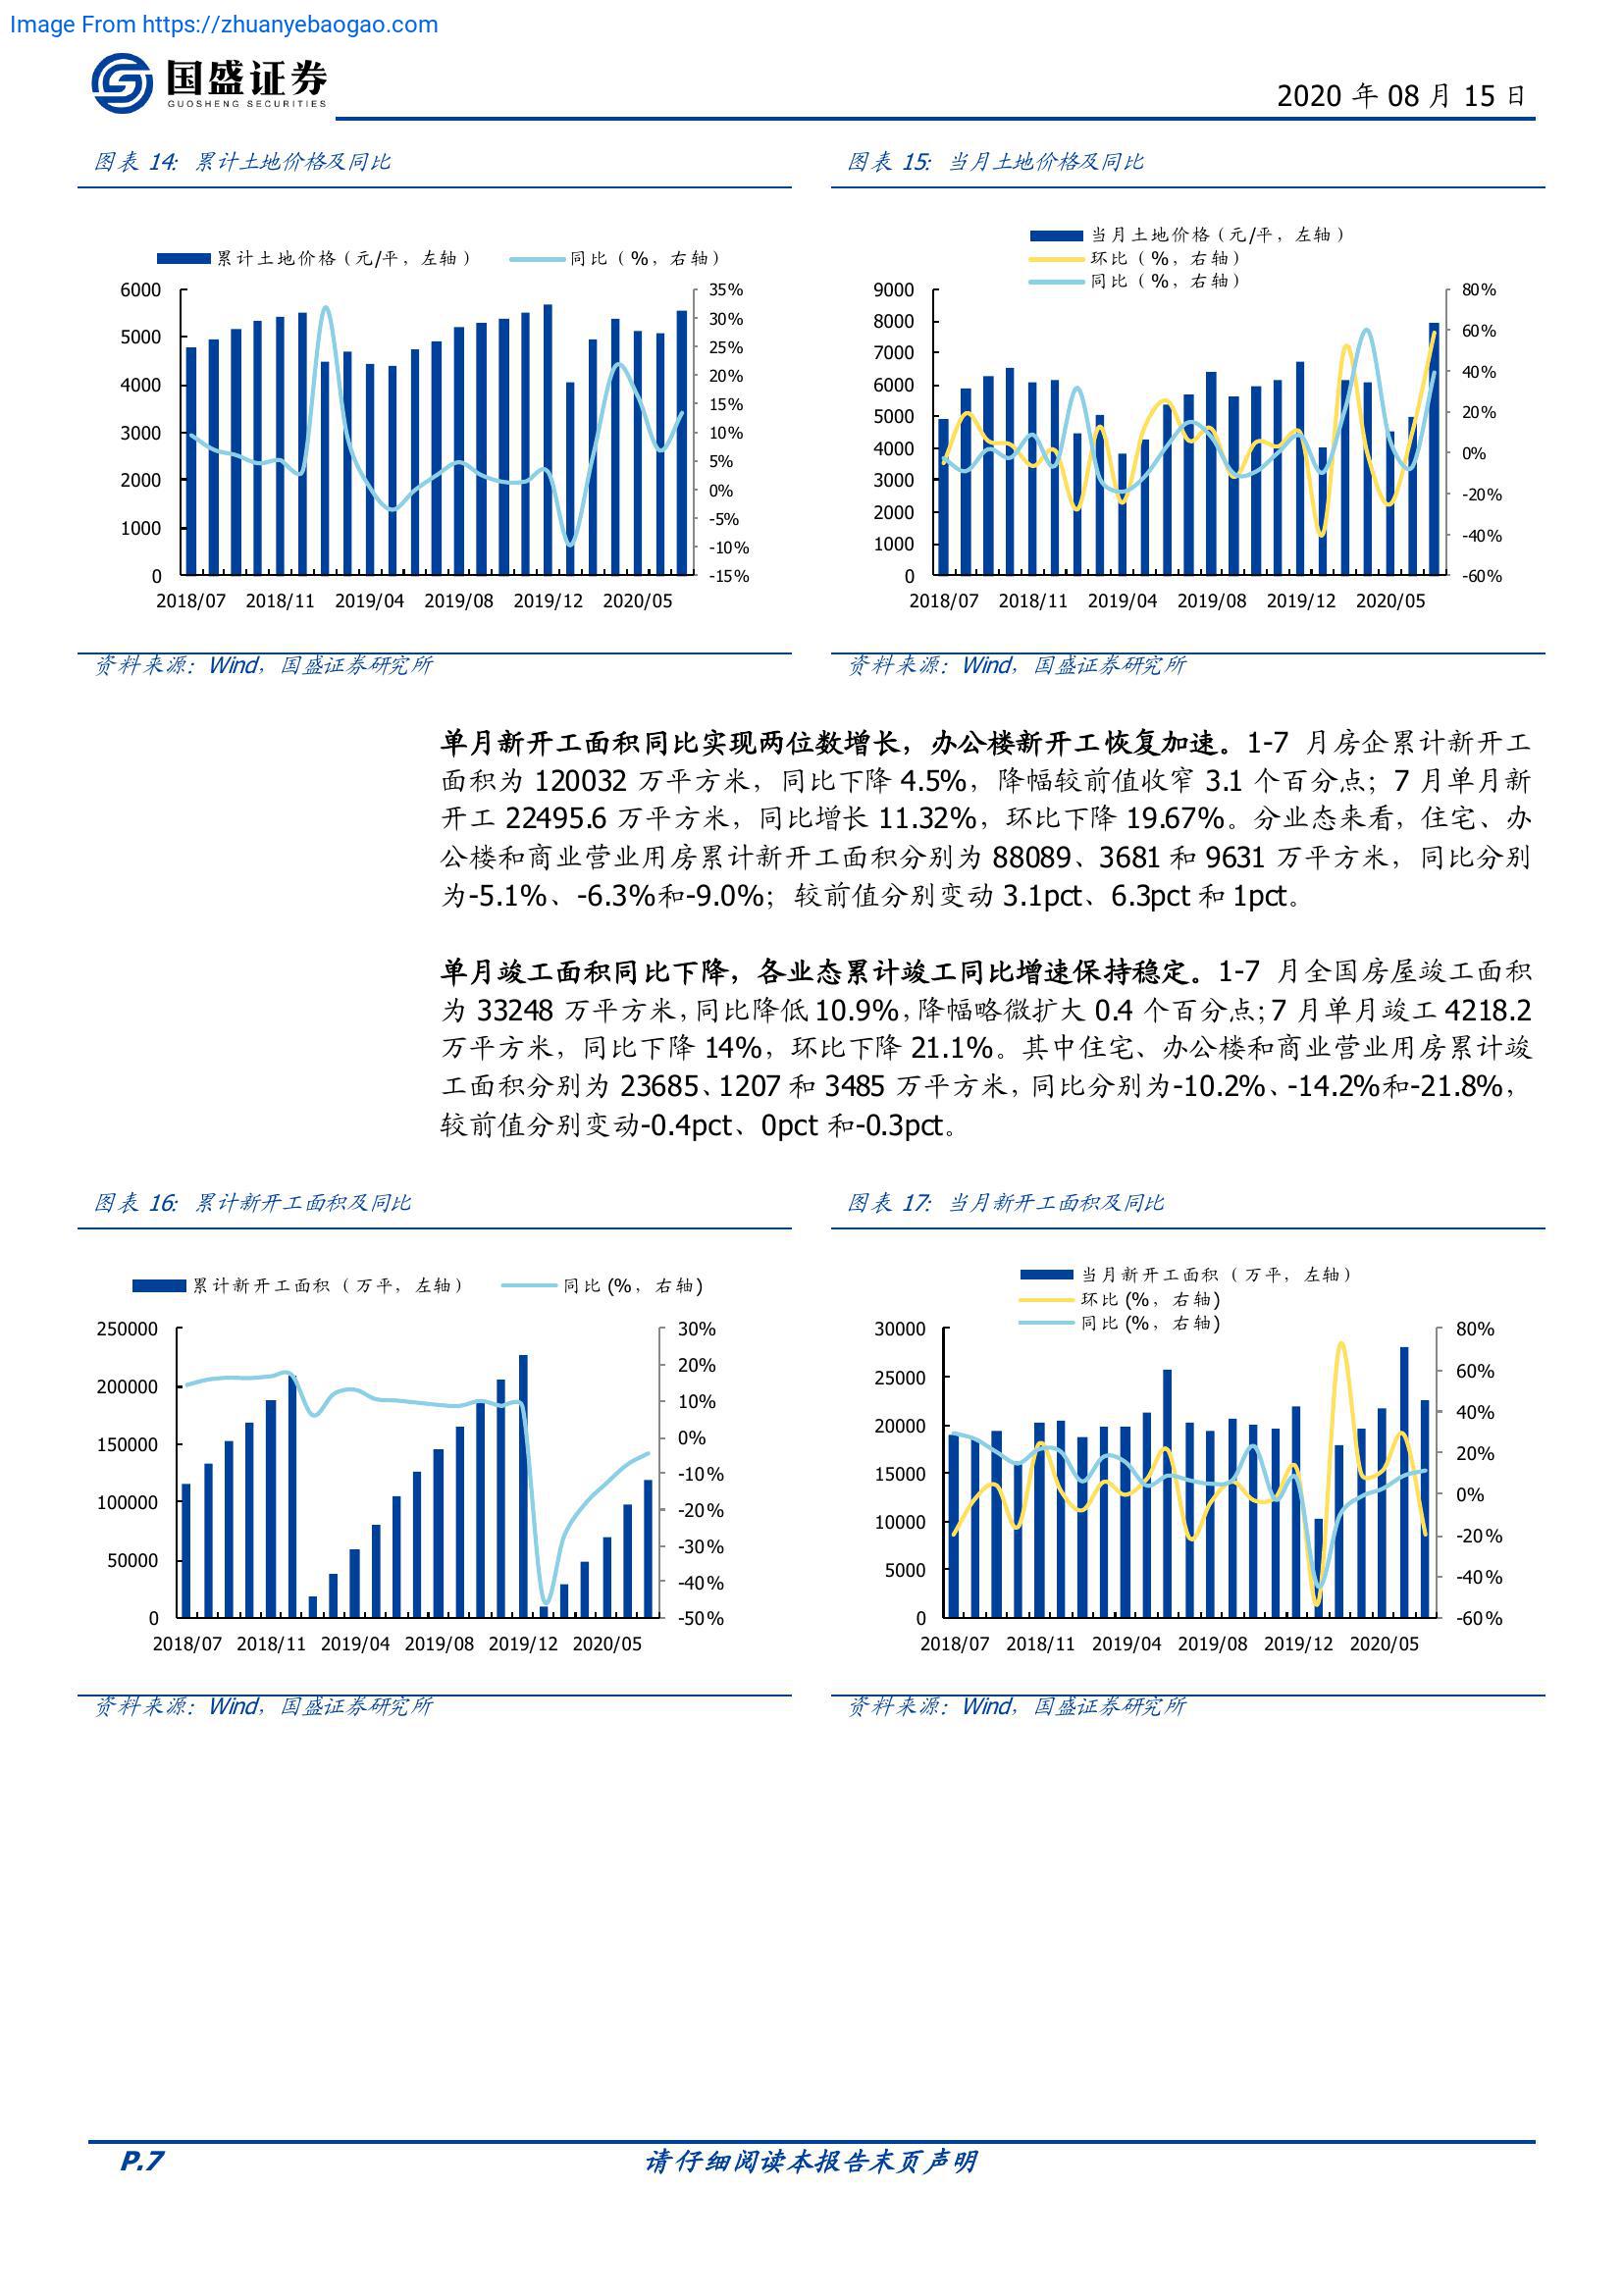 Image From https://zhuanyebaogao.com
国盛证券
GUOSHENG SECURITIES
2020 年 08 月 15 日
图表 14: 累计土地价格及同比
累计土地价格（元/平，左轴）
同比（%，右轴）
6000
5000
4000
3000
2000
1000
0
35%
30%
25%
20%
15%
10%
5%
0%
-5%
-10%
-15%
2018/07 2018/11 2019/04 2019/08 2019/12 2020/05
资料来源：Wind，国盛证券研究所
图表 15: 当月土地价格及同比
当月土地价格（元/平，左轴）
环比（%，右轴）
同比（%，右轴）
9000
8000
7000
6000
5000
4000
3000
2000
1000
0
80%
60%
40%
20%
0%
-20%
-40%
-60%
2018/07 2018/11 2019/04 2019/08 2019/12 2020/05
资料来源：Wind，国盛证券研究所
单月新开工面积同比实现两位数增长，办公楼新开工恢复加速。1-7 月房企累计新开工
面积为 120032 万平方米，同比下降 4.5%，降幅较前值收窄 3.1 个百分点；7 月单月新
开工 22495.6 万平方米，同比增长 11.32%，环比下降 19.67%。分业态来看，住宅、办
公楼和商业营业用房累计新开工面积分别为 88089、3681 和 9631 万平方米，同比分别
为-5.1%、-6.3%和-9.0%；较前值分别变动 3.1pct、6.3pct 和 1pct。
单月竣工面积同比下降，各业态累计竣工同比增速保持稳定。1-7 月全国房屋竣工面积
为 33248 万平方米，同比降低 10.9%，降幅略微扩大 0.4 个百分点；7 月单月竣工 4218.2
万平方米，同比下降 14%，环比下降 21.1%。其中住宅、办公楼和商业营业用房累计竣
工面积分别为 23685、1207 和 3485 万平方米，同比分别为-10.2%、-14.2%和-21.8%，
较前值分别变动-0.4pct、0pct 和-0.3pct。
图表 16: 累计新开工面积及同比
累计新开工面积（万平，左轴）
同比(%，右轴)
250000
200000
150000
100000
50000
0
30%
20%
10%
0%
-10%
-20%
-30%
-40%
-50%
2018/07 2018/11 2019/04 2019/08 2019/12 2020/05
资料来源：Wind，国盛证券研究所
图表 17: 当月新开工面积及同比
当月新开工面积（万平，左轴）
环比(%，右轴)
同比(%，右轴)
30000
25000
20000
15000
10000
5000
0
80%
60%
40%
20%
0%
-20%
-40%
-60%
2018/07 2018/11 2019/04 2019/08 2019/12 2020/05
资料来源：Wind，国盛证券研究所
P.7
请仔细阅读本报告末页声明